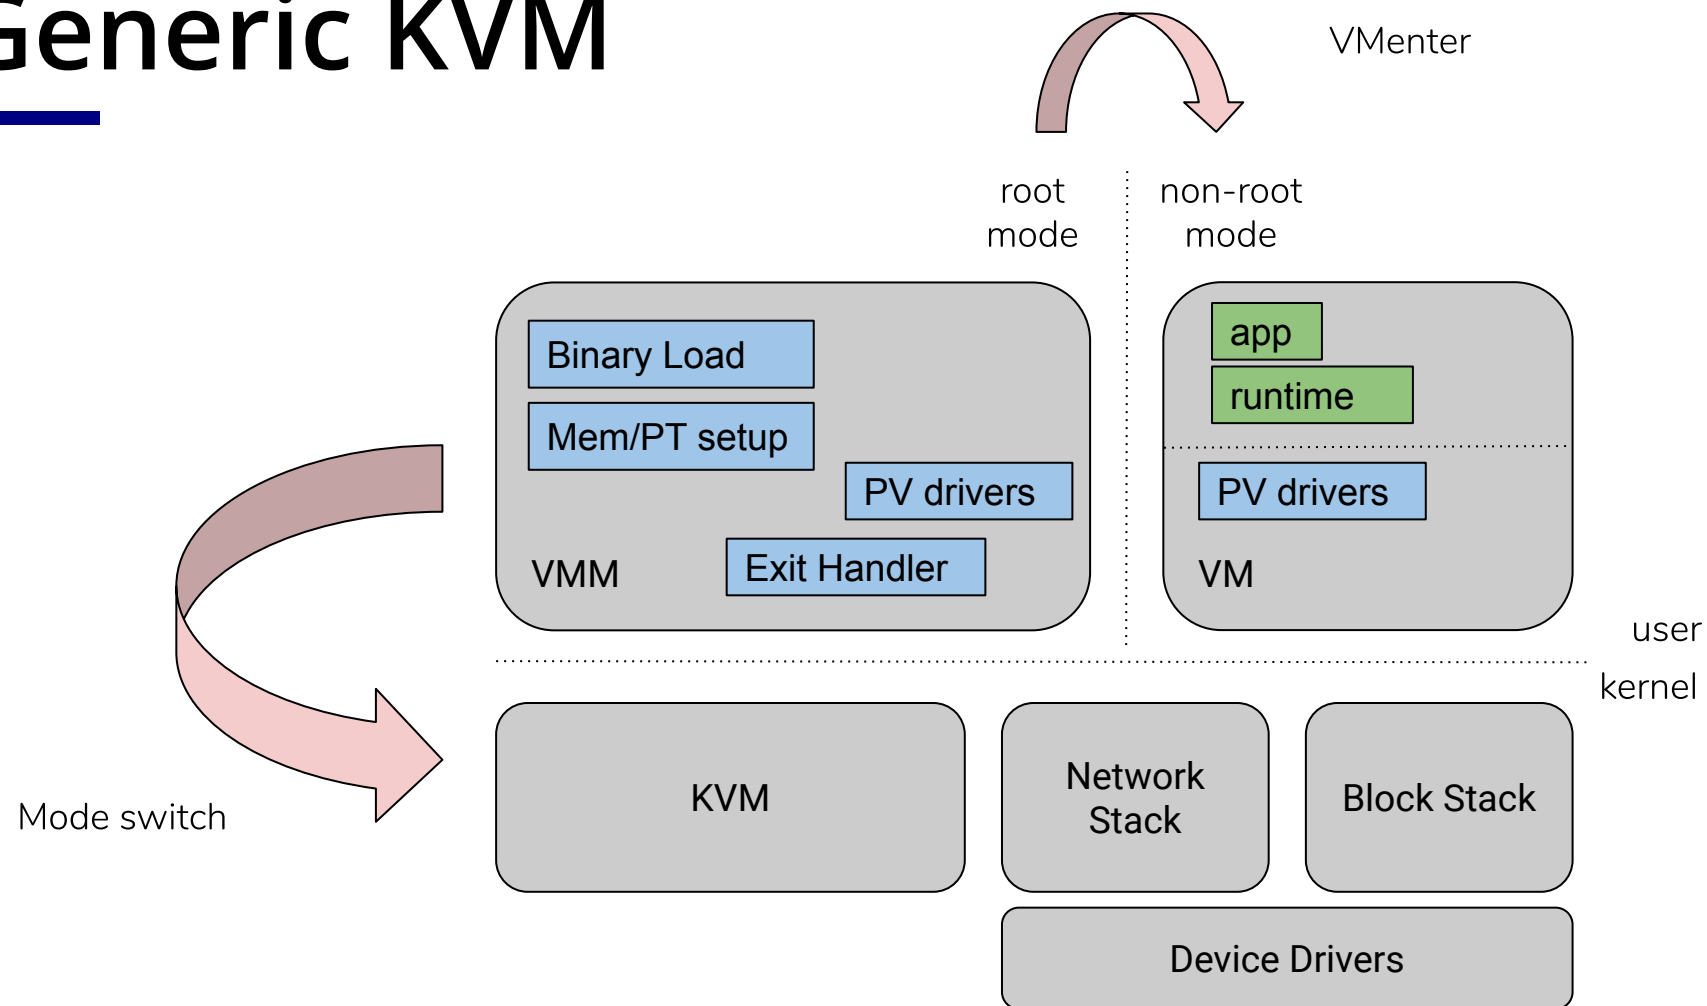 Generic KVM
VMenter
root
mode
non-root
mode
Binary Load
Mem/PT setup
PV drivers
Exit Handler
VMM
app
runtime
PV drivers
VM
user
kernel
Mode switch
KVM
Network
Stack
Block Stack
Device Drivers